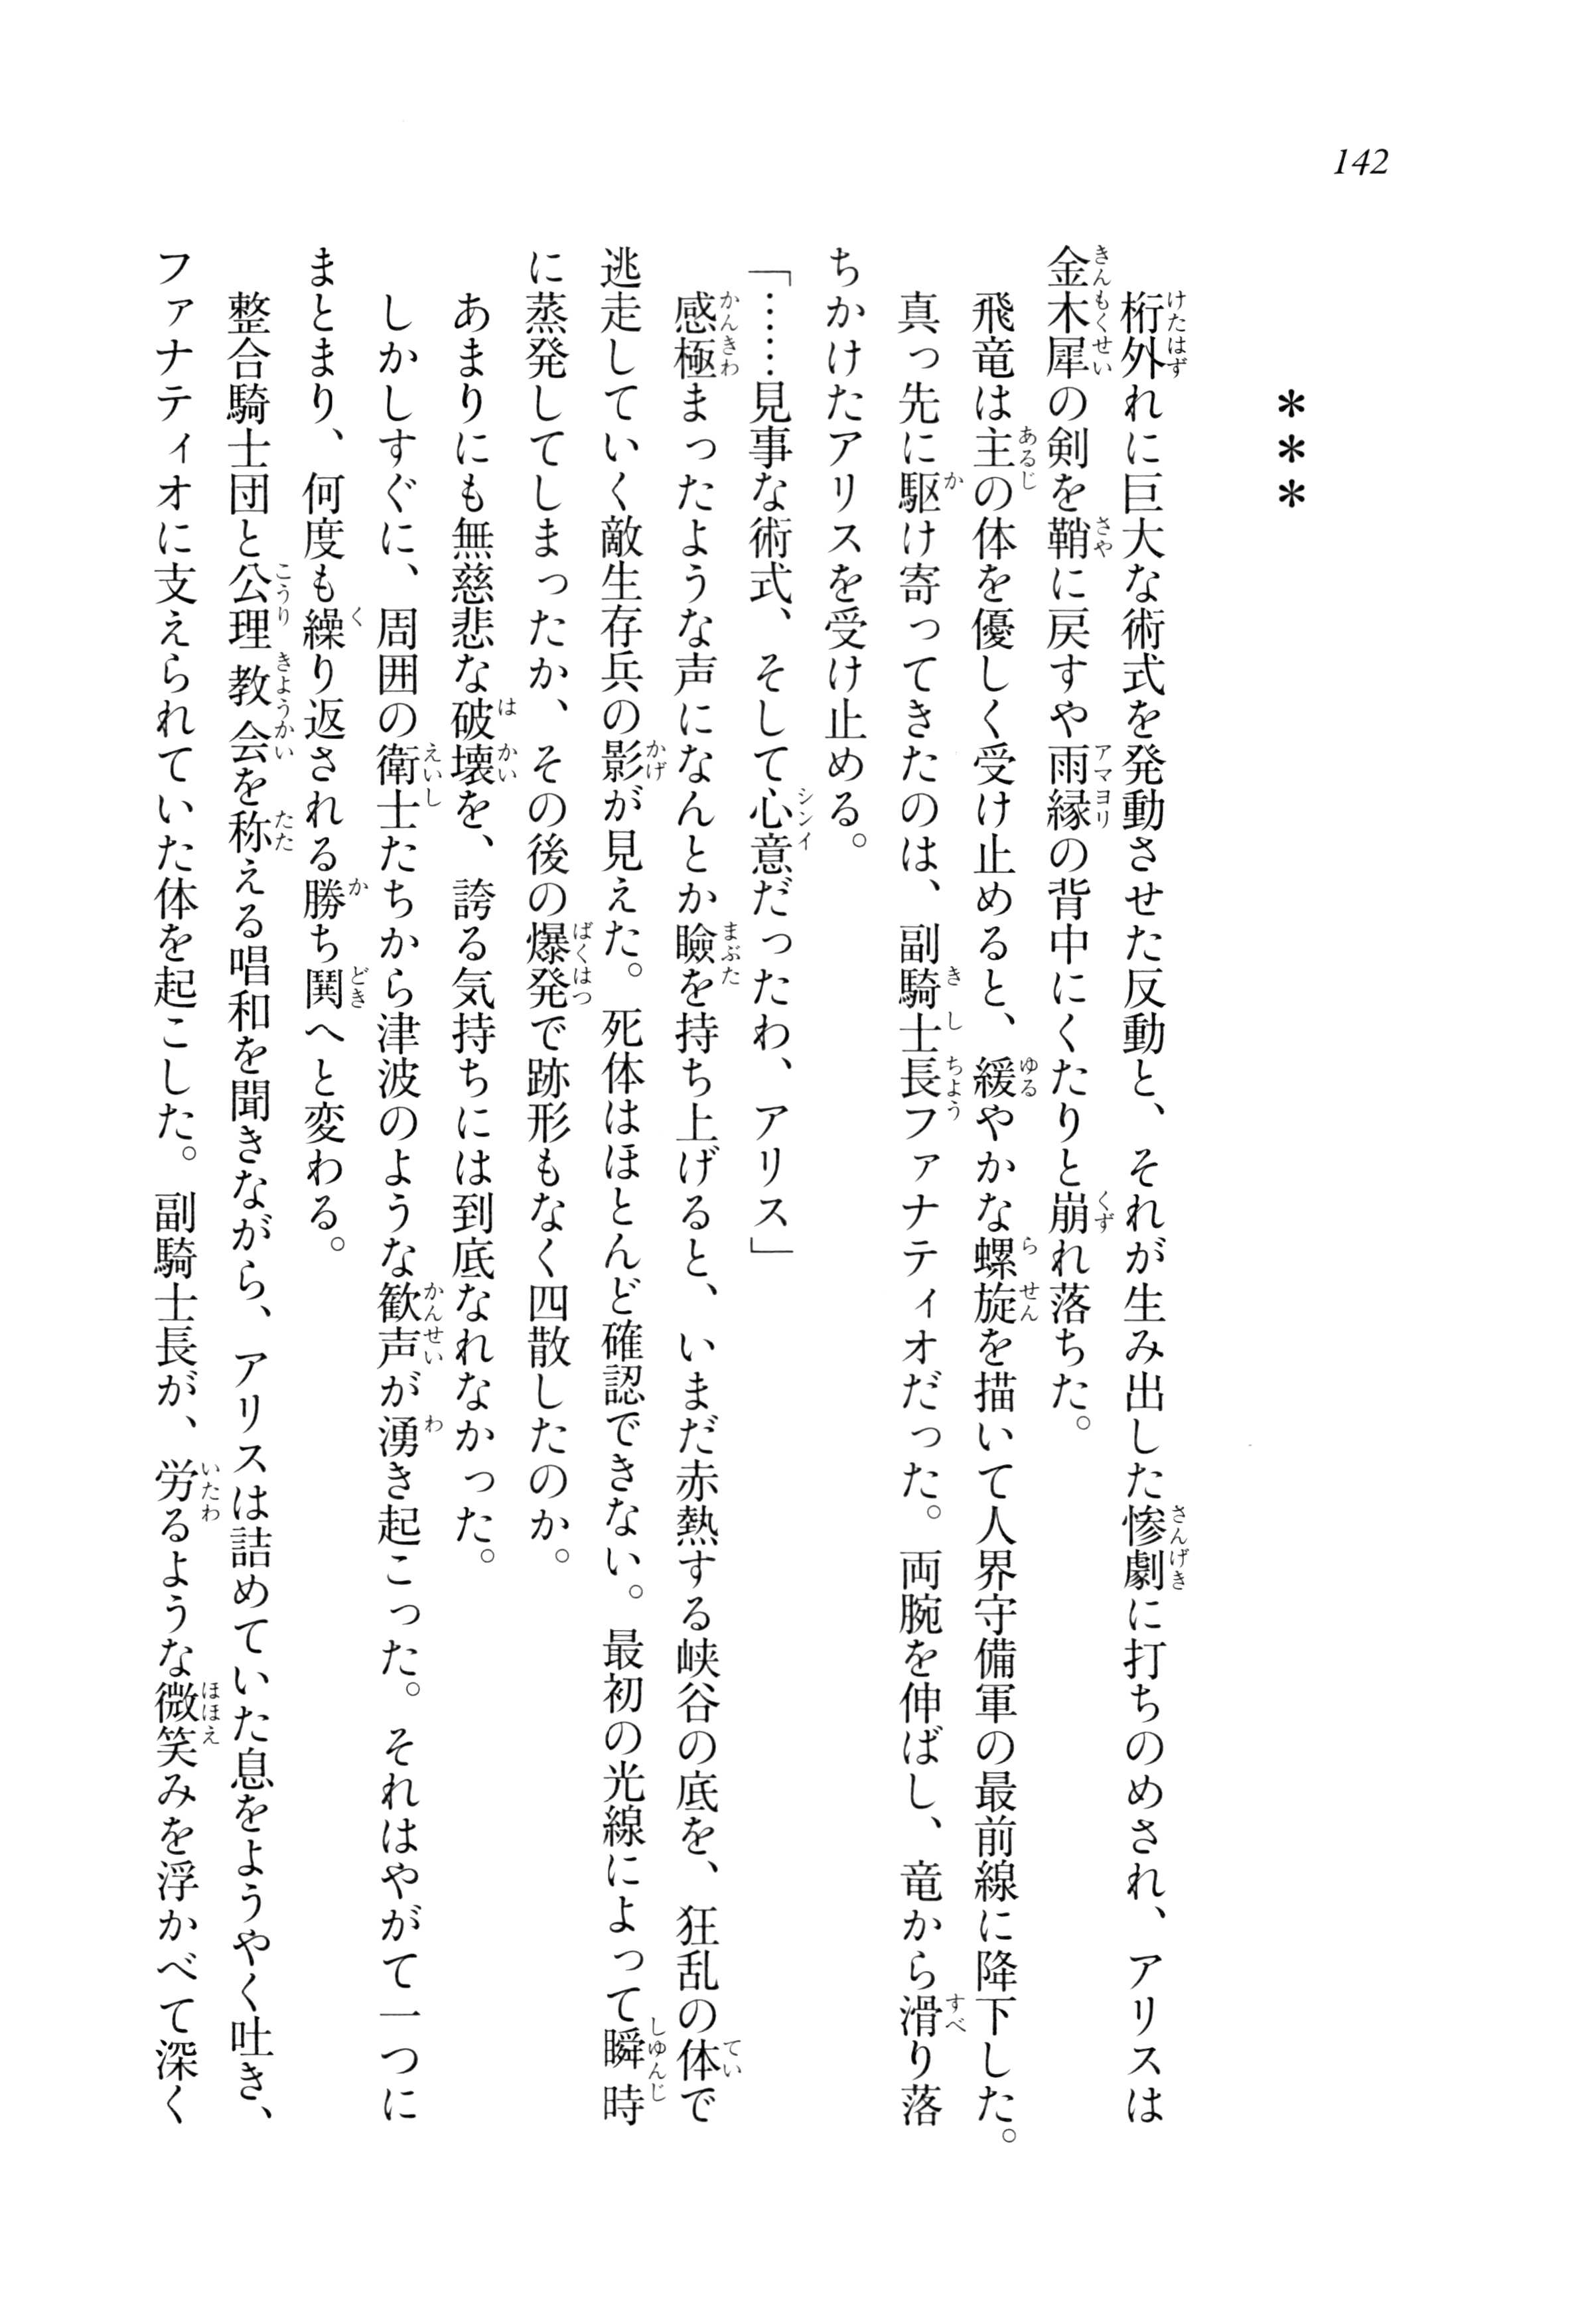 142
＊＊＊
桁外れに巨大な術式を発動させた反動と、それが生み出した惨劇に打ちのめされ、アリスは
金木犀の剣を鞘に戻すや雨縁の背中にくたりと崩れ落ちた。
飛竜は主の体を優しく受け止めると、緩やかな螺旋を描いて人界守備軍の最前線に降下した。
真っ先に駆け寄ってきたのは、副騎士長ファナティオだった。両腕を伸ばし、竜から滑り落
ちかけたアリスを受け止める。
「……見事な術式、そして心意だったわ、アリス」
感極まったような声になんとか瞼を持ち上げると、いまだ赤熱する峡谷の底を、狂乱の体で
逃走していく敵生存兵の影が見えた。死体はほとんど確認できない。最初の光線によって瞬時
に蒸発してしまったか、その後の爆発で跡形もなく四散したのか。
あまりにも無慈悲な破壊を、誇る気持ちには到底なれなかった。
しかしすぐに、周囲の衛士たちから津波のような歓声が湧き起こった。それはやがて一つに
まとまり、何度も繰り返される勝ち鬨へと変わる。
整合騎士団と公理教会を称える唱和を聞きながら、アリスは詰めていた息をようやく吐き、
ファナティオに支えられていた体を起こした。副騎士長が、労るような微笑みを浮かべて深く